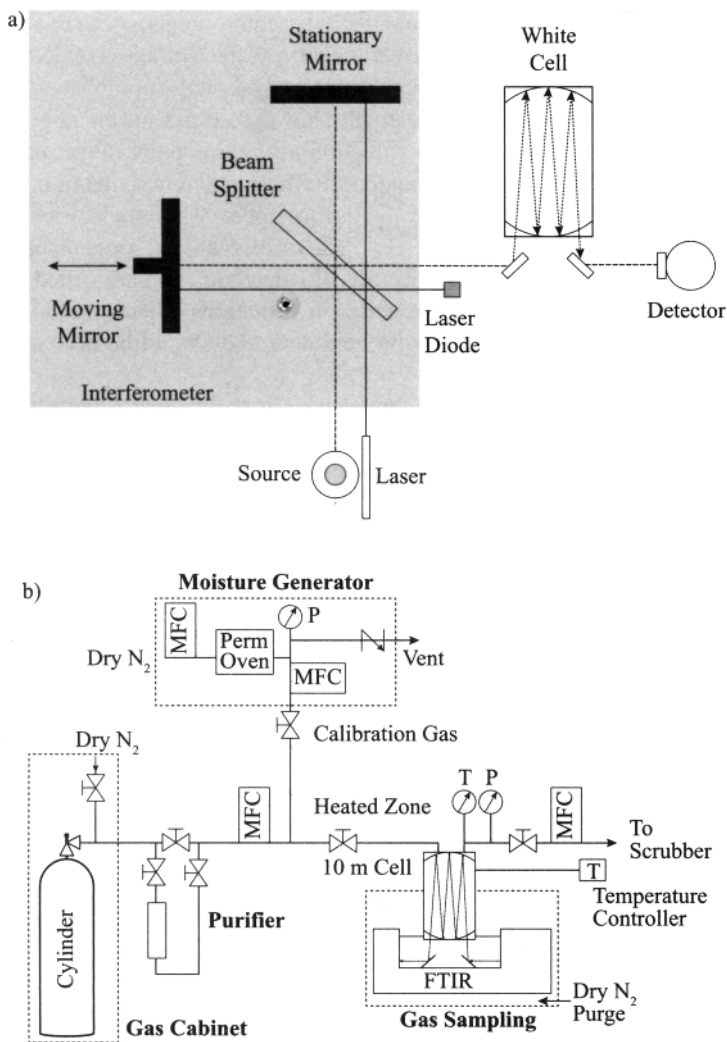 a)
Stationary
Mirror
White
Cell
Beam
Splitter
Moving
Mirror
Laser
Diode
Detector
Interferometer
Source
Laser
b)
Moisture Generator
MFC
P
Dry N₂
Perm
Oven
Vent
MFC
Calibration Gas
Dry N₂
MFC
Heated Zone
T
P
MFC
To
Scrubber
10 m Cell
T
Temperature
Controller
Purifier
Cylinder
FTIR
Dry N₂
Purge
Gas Cabinet
Gas Sampling